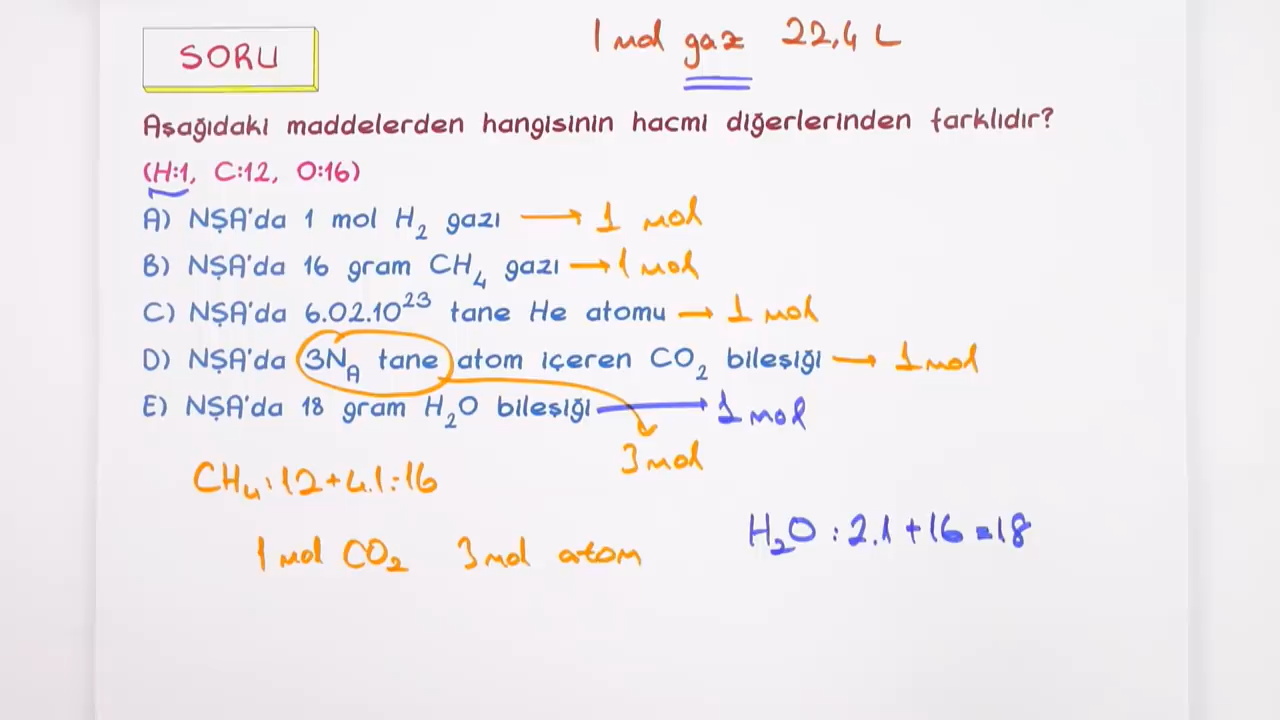 1 mol gaz 22,4 L
SORU
Aşağıdaki maddelerden hangisinin hacmi diğerlerinden farklıdır?
(H:1, C:12, O:16)
A) NŞA'da 1 mol H₂ gazı → 1 mol
B) NŞA'da 16 gram CH₄ gazı → 1 mol
C) NŞA'da 6.02.10²³ tane He atomu → 1 mol
D) NŞA'da 3N_A tane atom içeren CO₂ bileşiği → 1 mol
E) NŞA'da 18 gram H₂O bileşiği → 1 mol
3 mol
CH₄: 12+4.1=16
H₂O : 2.1 + 16 = 18
1 mol CO₂ 3 mol atom